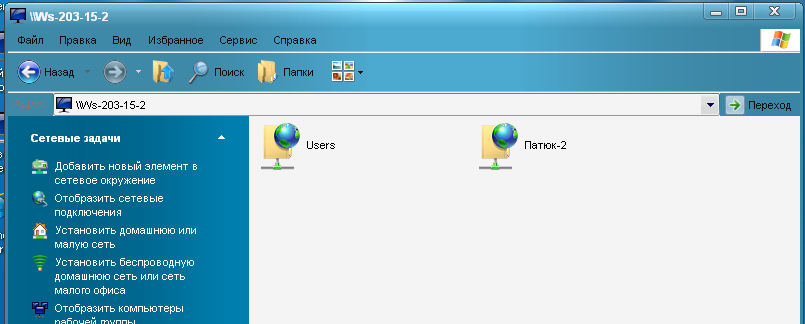 \\Ws-203-15-2
Файл Правка Вид Избранное Сервис Справка
Назад Поиск Папки
\\Ws-203-15-2 Переход
Сетевые задачи
Добавить новый элемент в
сетевое окружение
Отобразить сетевые
подключения
Установить домашнюю или
малую сеть
Установить беспроводную
домашнюю сеть или сеть
малого офиса
Отобразить компьютеры
рабочей группы
Users
Патюк-2